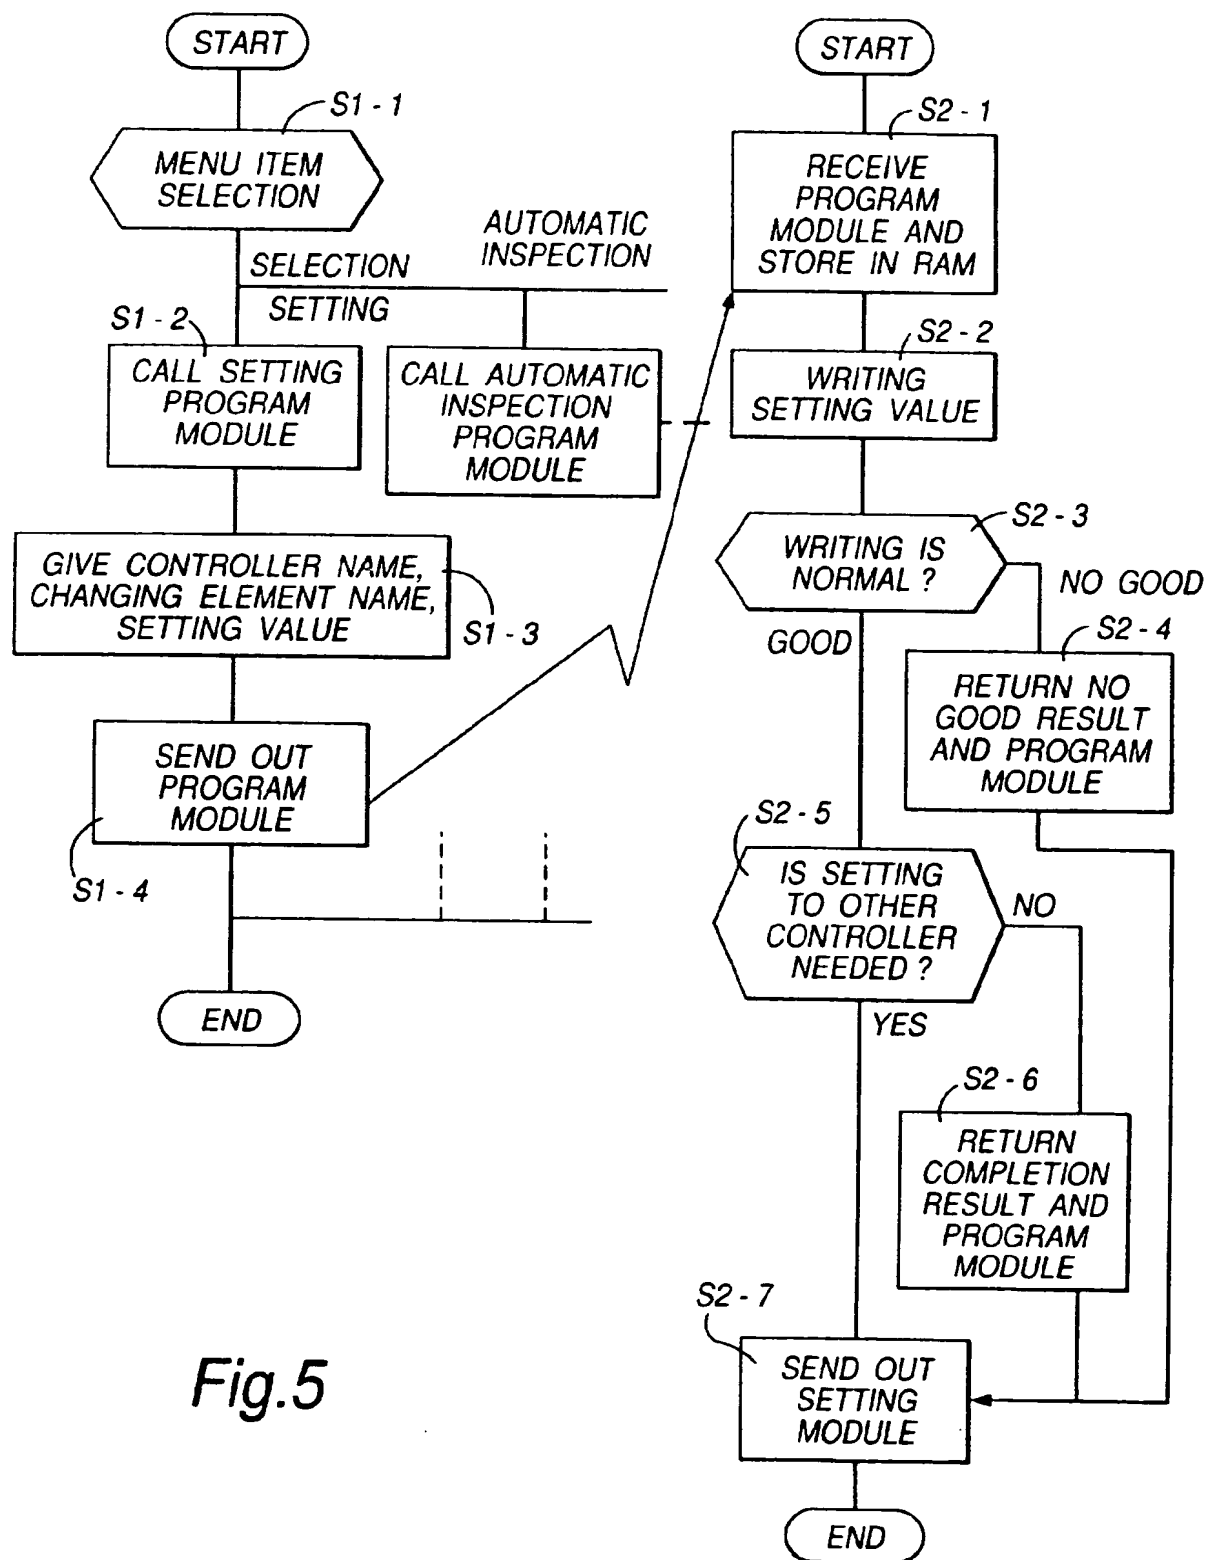 START
S1 - 1
MENU ITEM
SELECTION
AUTOMATIC
INSPECTION
SELECTION
SETTING
S1 - 2
CALL SETTING
PROGRAM
MODULE
CALL AUTOMATIC
INSPECTION
PROGRAM
MODULE
GIVE CONTROLLER NAME,
CHANGING ELEMENT NAME,
SETTING VALUE
S1 - 3
SEND OUT
PROGRAM
MODULE
S1 - 4
END
START
S2 - 1
RECEIVE
PROGRAM
MODULE AND
STORE IN RAM
S2 - 2
WRITING
SETTING VALUE
S2 - 3
WRITING IS
NORMAL ?
NO GOOD
GOOD
S2 - 4
RETURN NO
GOOD RESULT
AND PROGRAM
MODULE
S2 - 5
IS SETTING
TO OTHER
CONTROLLER
NEEDED ?
NO
YES
S2 - 6
RETURN
COMPLETION
RESULT AND
PROGRAM
MODULE
S2 - 7
SEND OUT
SETTING
MODULE
END
Fig.5